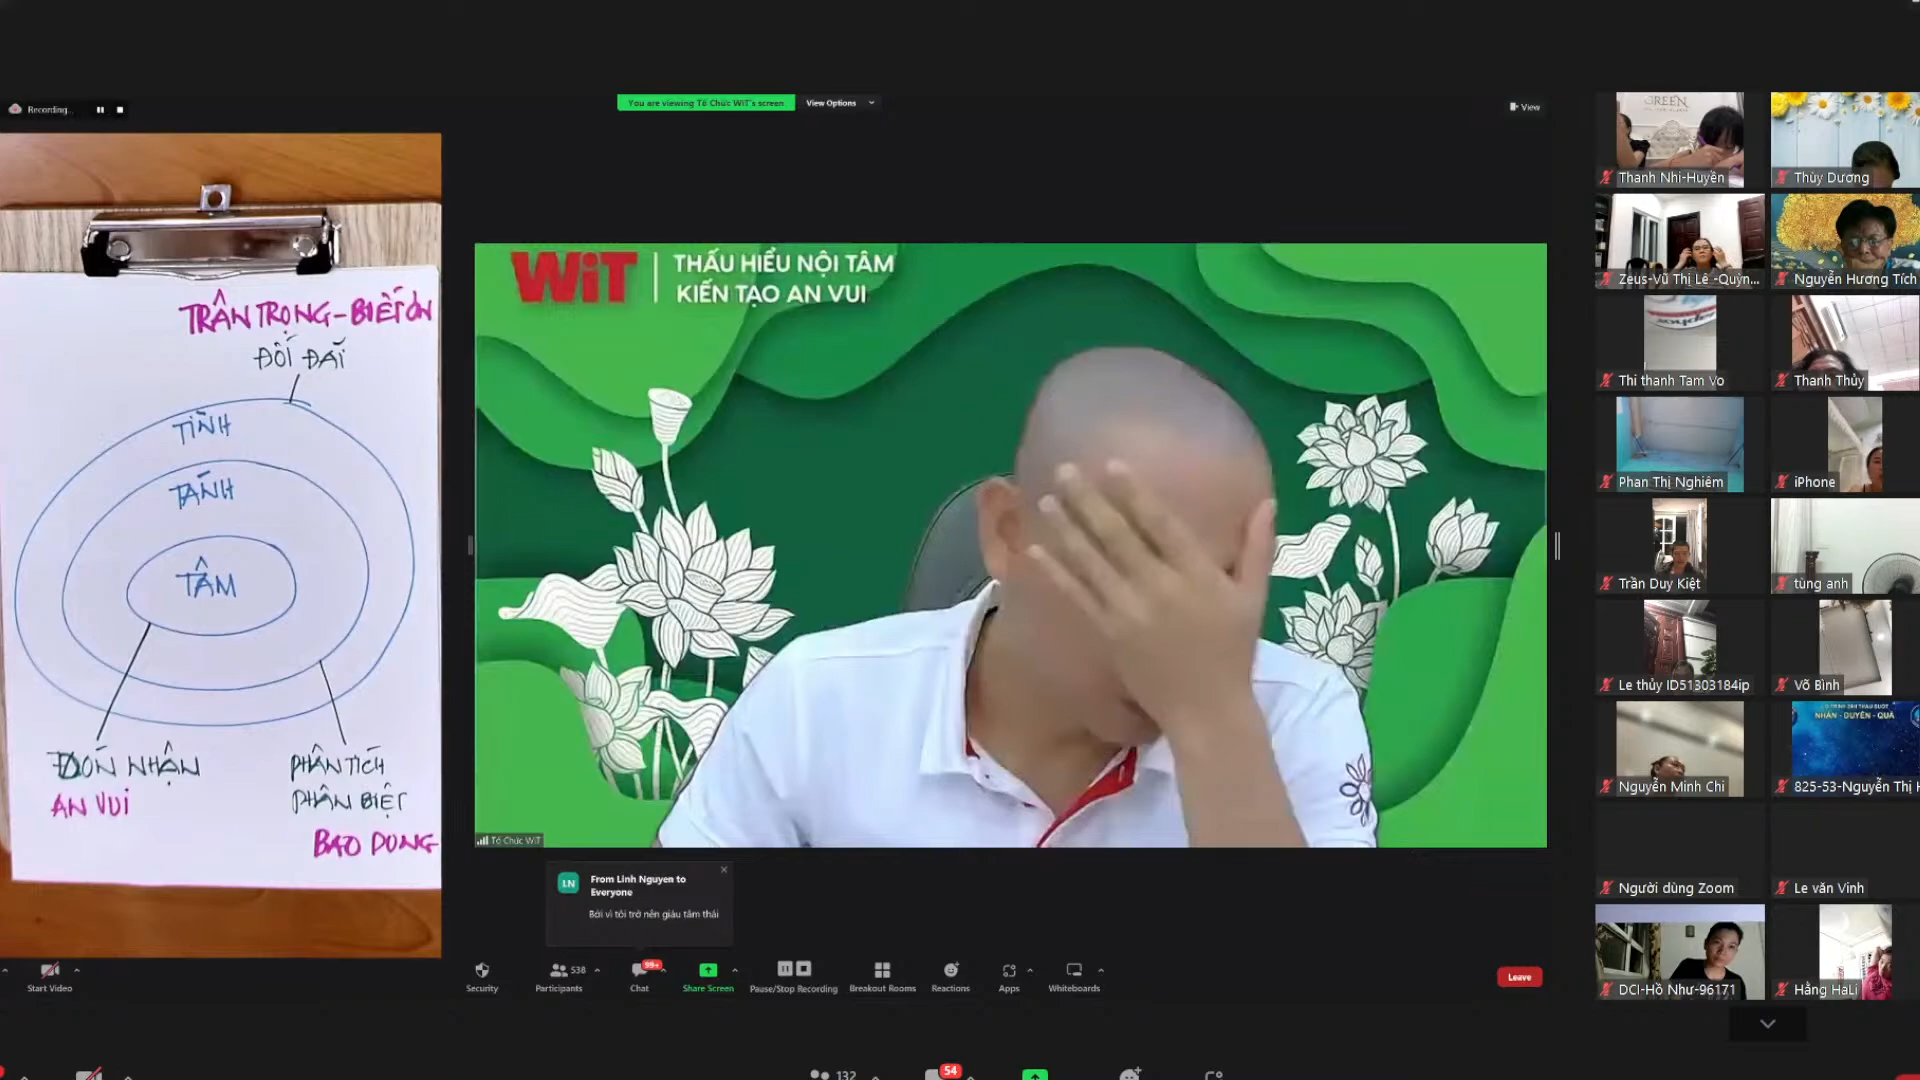 Recording...
You are viewing Tổ Chức WiT's screen
View Options
View
TRÂN TRỌNG - BIẾT ƠN
ĐỐI ĐÃI
TÌNH
TÁNH
TÂM
ĐÓN NHẬN
AN VUI
PHÂN TÍCH
PHÂN BIỆT
BAO DUNG
WiT
THẤU HIỂU NỘI TÂM
KIẾN TẠO AN VUI
Tổ Chức WiT
LN
From Linh Nguyen to
Everyone
Bởi vì tôi trở nên giàu tâm thái
Start Video
Security
538
Participants
99+
Chat
Share Screen
Pause/Stop Recording
Breakout Rooms
Reactions
Apps
Whiteboards
Leave
GREEN
Thanh Nhi-Huyền
Thùy Dương
Zeus-Vũ Thị Lê -Quỳn...
Nguyễn Hương Tích
Thi thanh Tam Vo
Thanh Thủy
Phan Thị Nghiêm
iPhone
Trần Duy Kiệt
tùng anh
Le thủy ID51303184ip
Võ Bình
Nguyễn Minh Chi
NHÂN - DUYÊN - QUẢ
825-53-Nguyễn Thị H
Người dùng Zoom
Le văn Vinh
DCI-Hồ Như-96171
Hằng HaLi
132
54